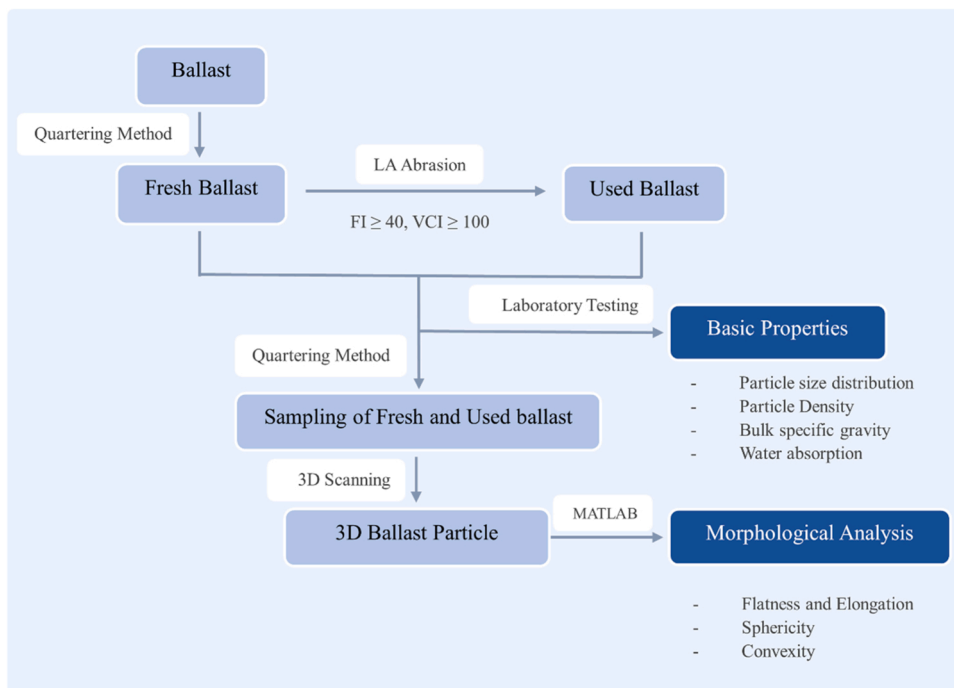 Ballast
Quartering Method
Fresh Ballast
LA Abrasion
FI ≥ 40, VCI ≥ 100
Used Ballast
Laboratory Testing
Basic Properties
Quartering Method
- Particle size distribution
- Particle Density
- Bulk specific gravity
- Water absorption
Sampling of Fresh and Used ballast
3D Scanning
3D Ballast Particle
MATLAB
Morphological Analysis
- Flatness and Elongation
- Sphericity
- Convexity